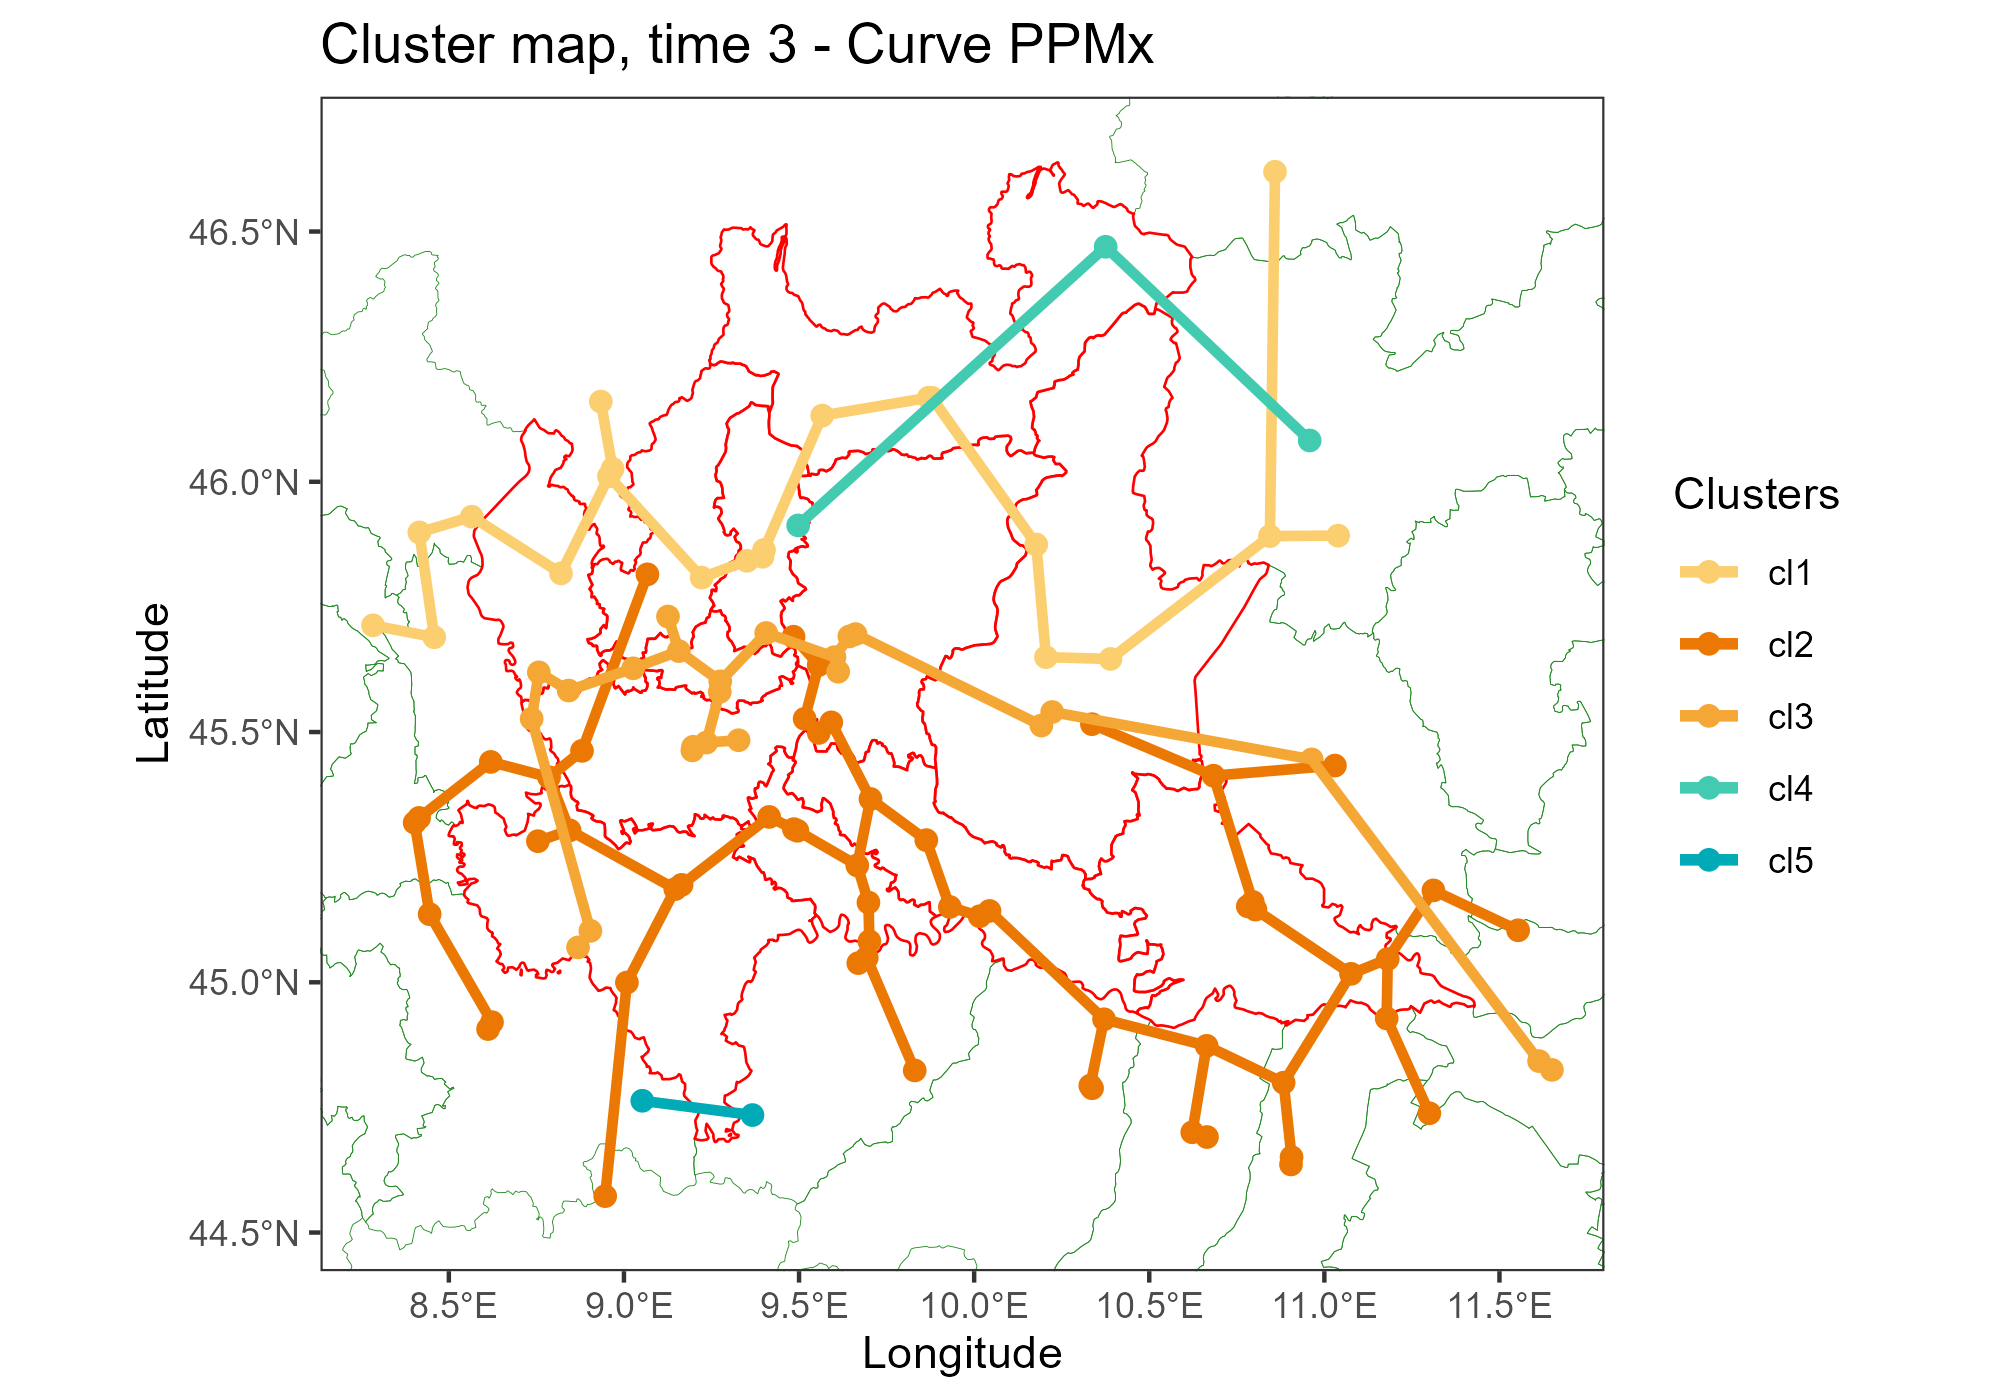 Cluster map, time 3 - Curve PPMx
46.5°N
46.0°N
45.5°N
45.0°N
44.5°N
Latitude
8.5°E 9.0°E 9.5°E 10.0°E 10.5°E 11.0°E 11.5°E
Longitude
Clusters
cl1
cl2
cl3
cl4
cl5